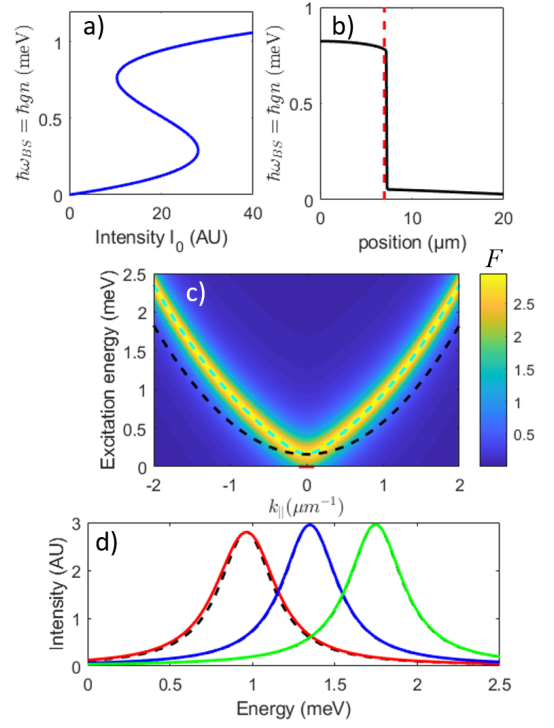 a)
ℏω_BS = ℏgn (meV)
1
0.5
0
0
20
40
Intensity I_0 (AU)
b)
ℏω_BS = ℏgn (meV)
1
0.5
0
0
10
20
position (μm)
c)
Excitation energy (meV)
2.5
2
1.5
1
0.5
0
-2
-1
0
1
2
k_||(μm^{-1})
F
2.5
2
1.5
1
0.5
d)
Intensity (AU)
3
2
1
0
0
0.5
1
1.5
2
2.5
Energy (meV)